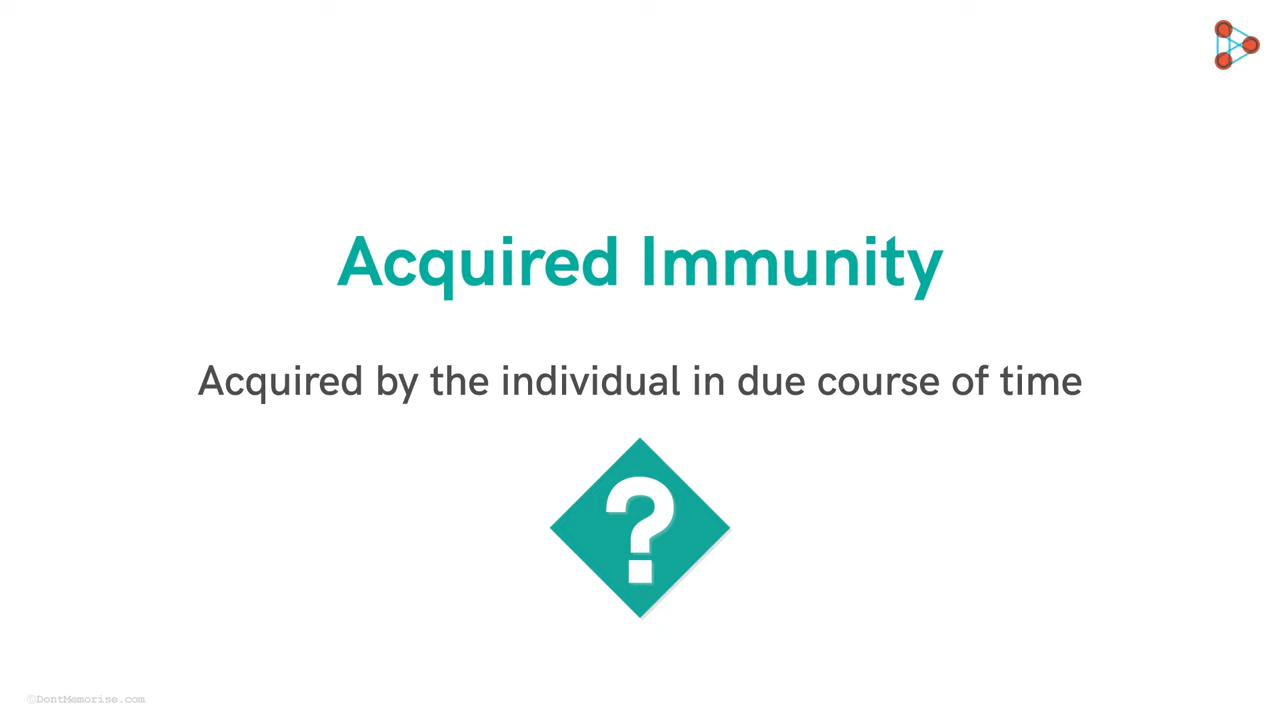 Acquired Immunity
Acquired by the individual in due course of time
?
©DontMemorise.com